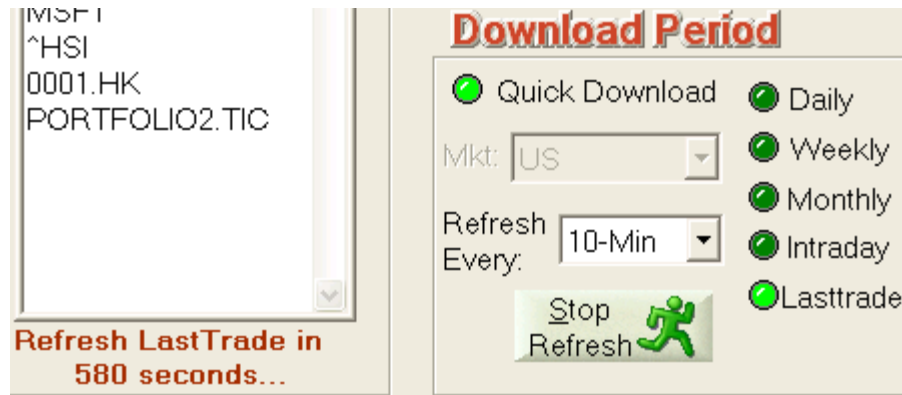 MSFT
^HSI
0001.HK
PORTFOLIO2.TIC
Refresh LastTrade in
580 seconds...
Download Period
Quick Download
Mkt: US
Refresh
Every: 10-Min
Stop
Refresh
Daily
Weekly
Monthly
Intraday
Lasttrade